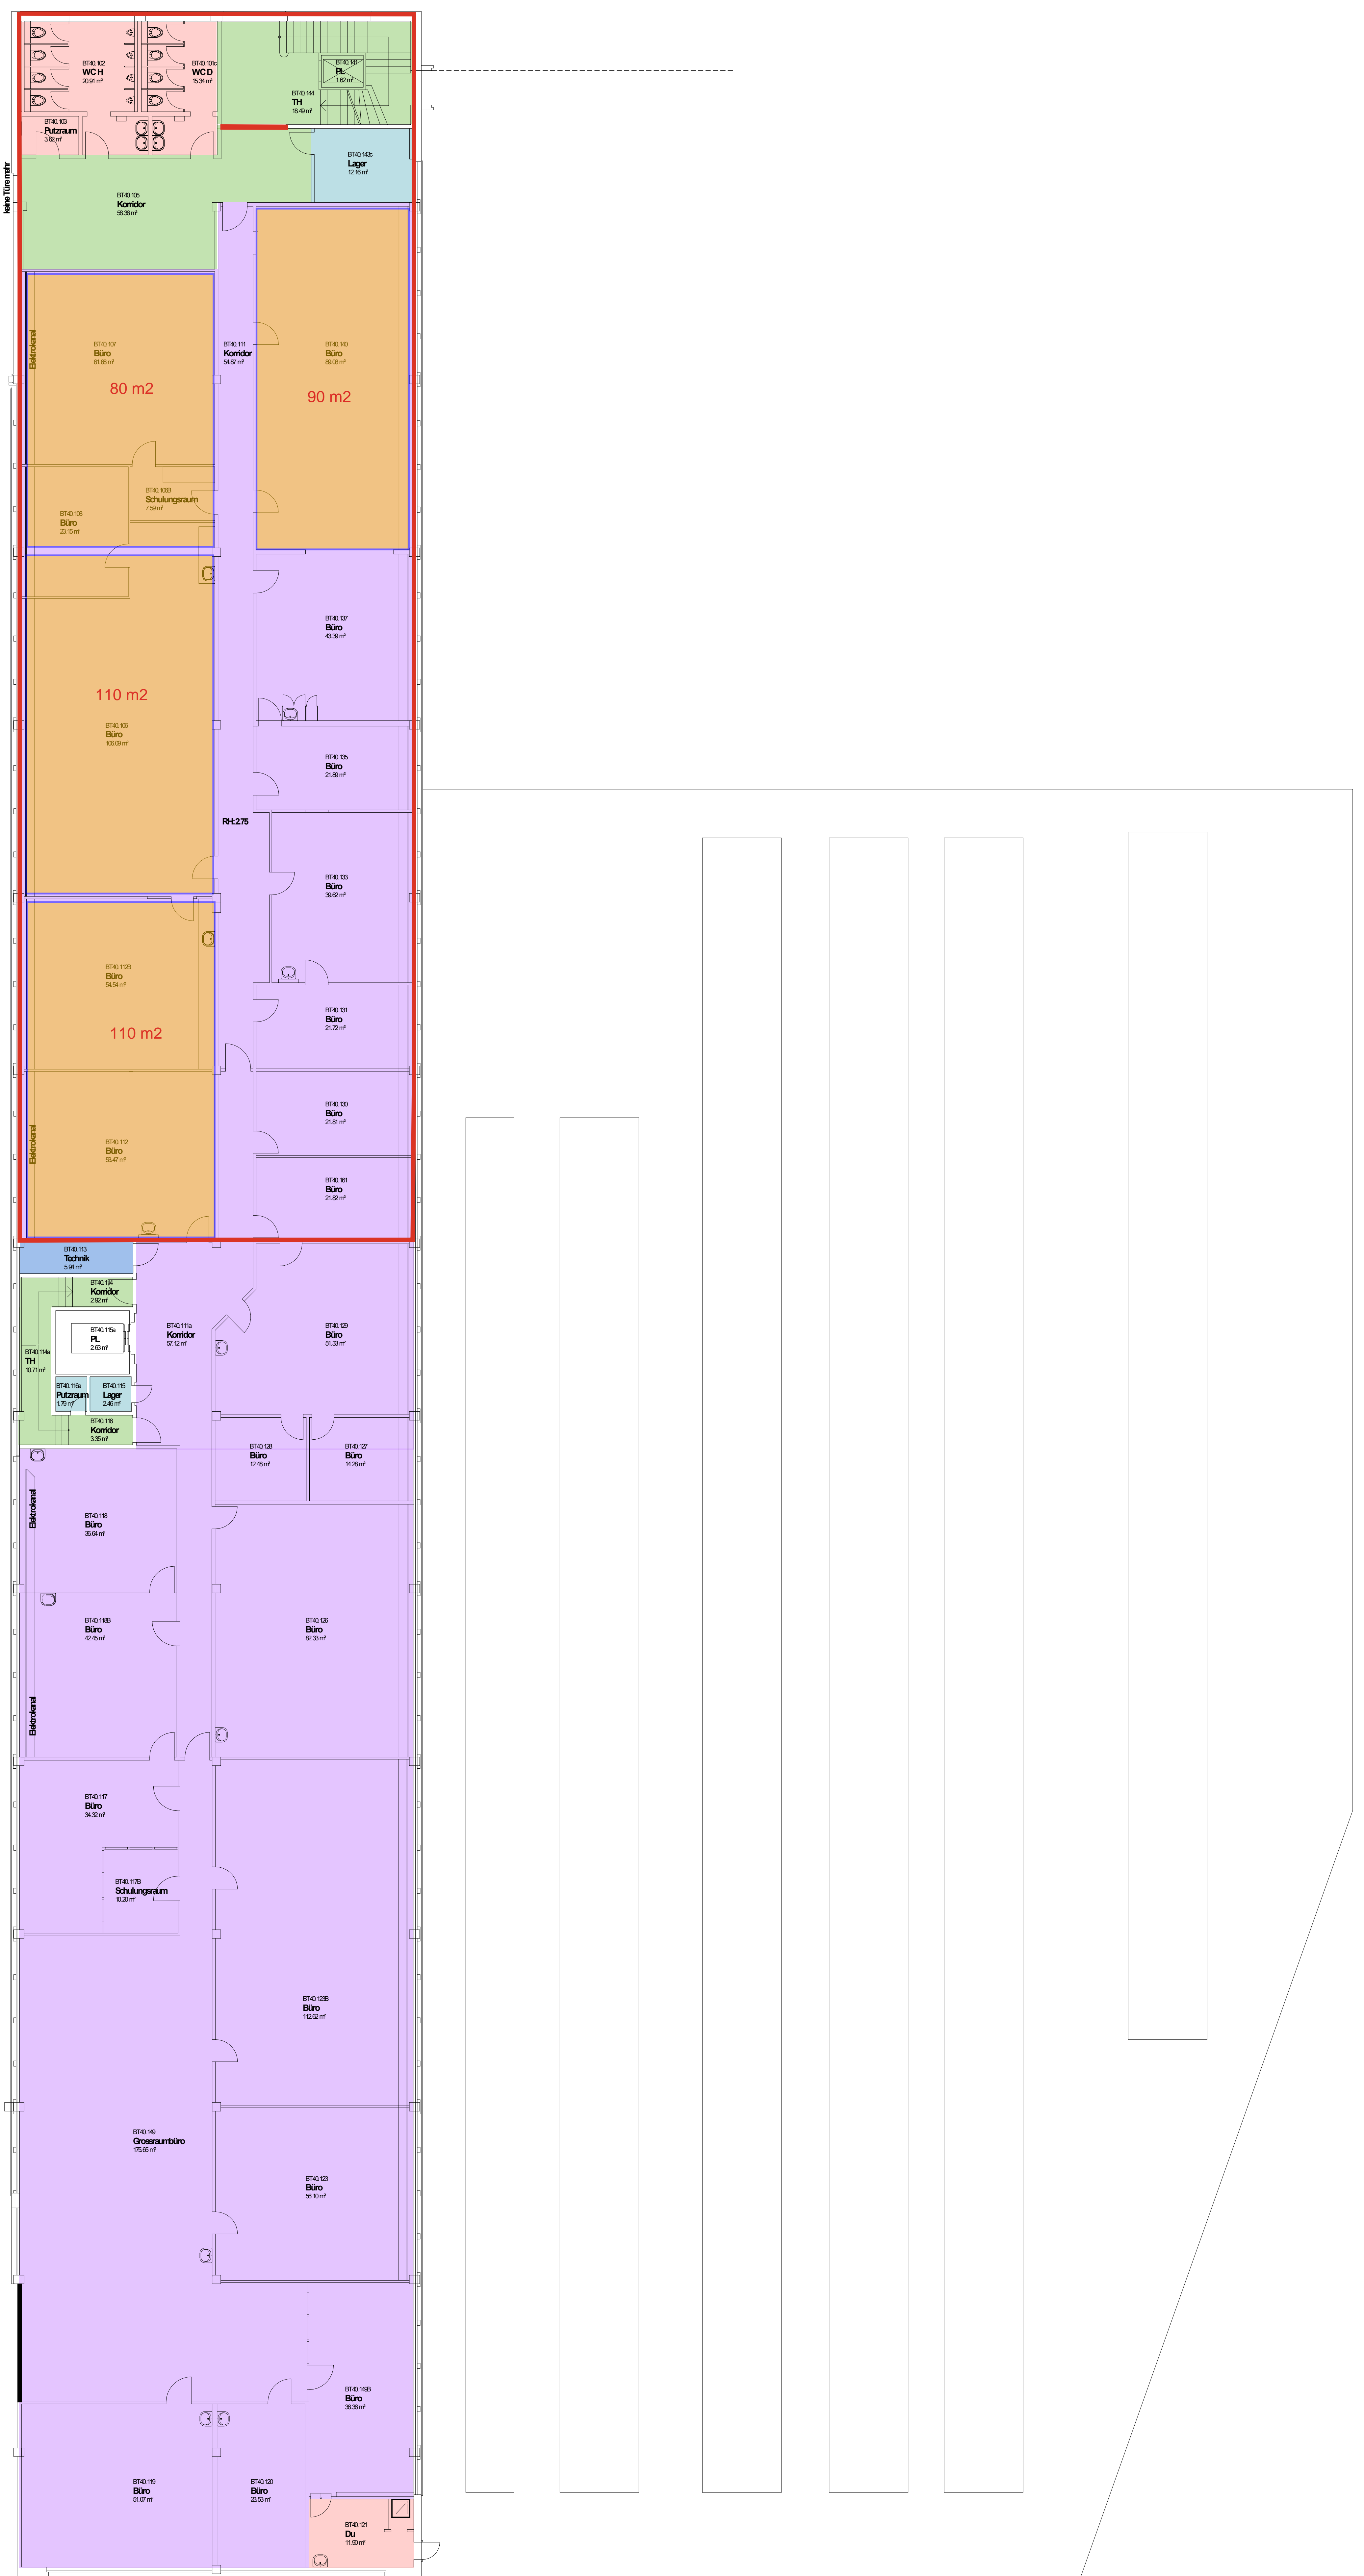 BT40.102
WC H
20.91 m²
BT40.101c
WC D
15.34 m²
BT40.141
PL
1.62 m²
BT40.144
TH
18.49 m²
BT40.103
Putzraum
3.62 m²
keine Türe mehr
BT40.143c
Lager
12.16 m²
BT40.105
Korridor
58.36 m²
Elektrokanal
BT40.107
Büro
61.68 m²
80 m2
BT40.111
Korridor
54.87 m²
BT40.140
Büro
89.08 m²
90 m2
BT40.108B
Schulungsraum
7.59 m²
BT40.10B
Büro
23.15 m²
BT40.137
Büro
43.39 m²
110 m2
BT40.108
Büro
106.09 m²
BT40.135
Büro
21.89 m²
RH: 2.75
BT40.133
Büro
39.62 m²
BT40.112B
Büro
54.54 m²
110 m2
BT40.131
Büro
21.72 m²
BT40.130
Büro
21.81 m²
Elektrokanal
BT40.112
Büro
53.47 m²
BT40.161
Büro
21.82 m²
BT40.113
Technik
5.94 m²
BT40.114
Korridor
2.92 m²
BT40.115a
PL
2.63 m²
BT40.111a
Korridor
57.12 m²
BT40.129
Büro
51.33 m²
BT40.114a
TH
10.71 m²
BT40.116a
Putzraum
1.79 m²
BT40.115
Lager
2.46 m²
BT40.116
Korridor
3.35 m²
BT40.128
Büro
12.48 m²
BT40.127
Büro
14.28 m²
Elektrokanal
BT40.118
Büro
36.64 m²
BT40.118B
Büro
42.45 m²
BT40.126
Büro
82.33 m²
Elektrokanal
BT40.117
Büro
34.32 m²
BT40.117B
Schulungsraum
10.20 m²
BT40.123B
Büro
112.62 m²
BT40.149
Grossraumbüro
175.65 m²
BT40.123
Büro
56.10 m²
BT40.149B
Büro
36.36 m²
BT40.119
Büro
51.07 m²
BT40.120
Büro
23.53 m²
BT40.121
Du
11.90 m²